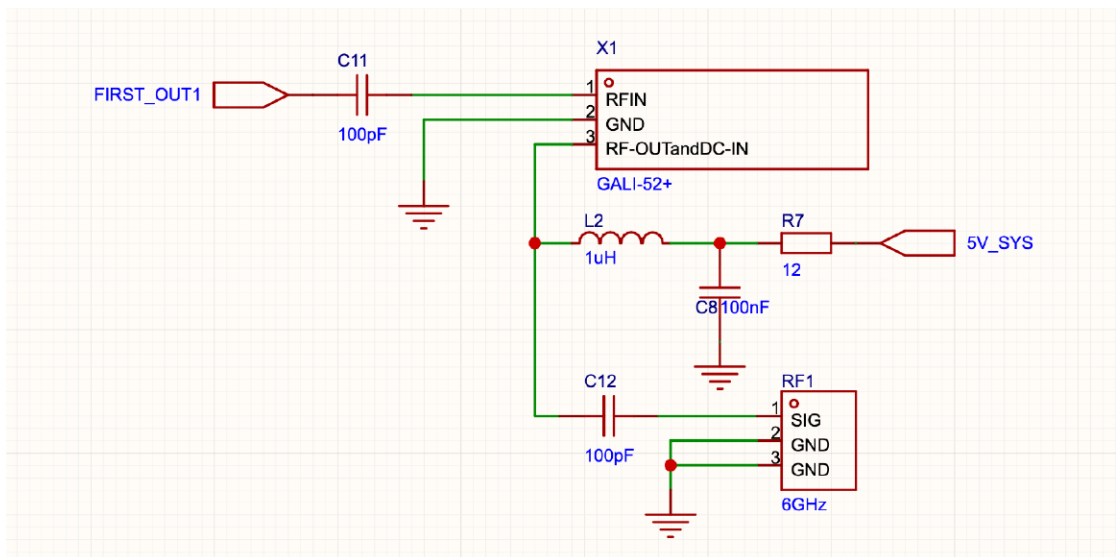 X1
C11
FIRST_OUT1
100pF
1
RFIN
2
GND
3
RF-OUTandDC-IN
GALI-52+
L2
1uH
R7
12
5V_SYS
C8
100nF
C12
100pF
RF1
1
SIG
2
GND
3
GND
6GHz